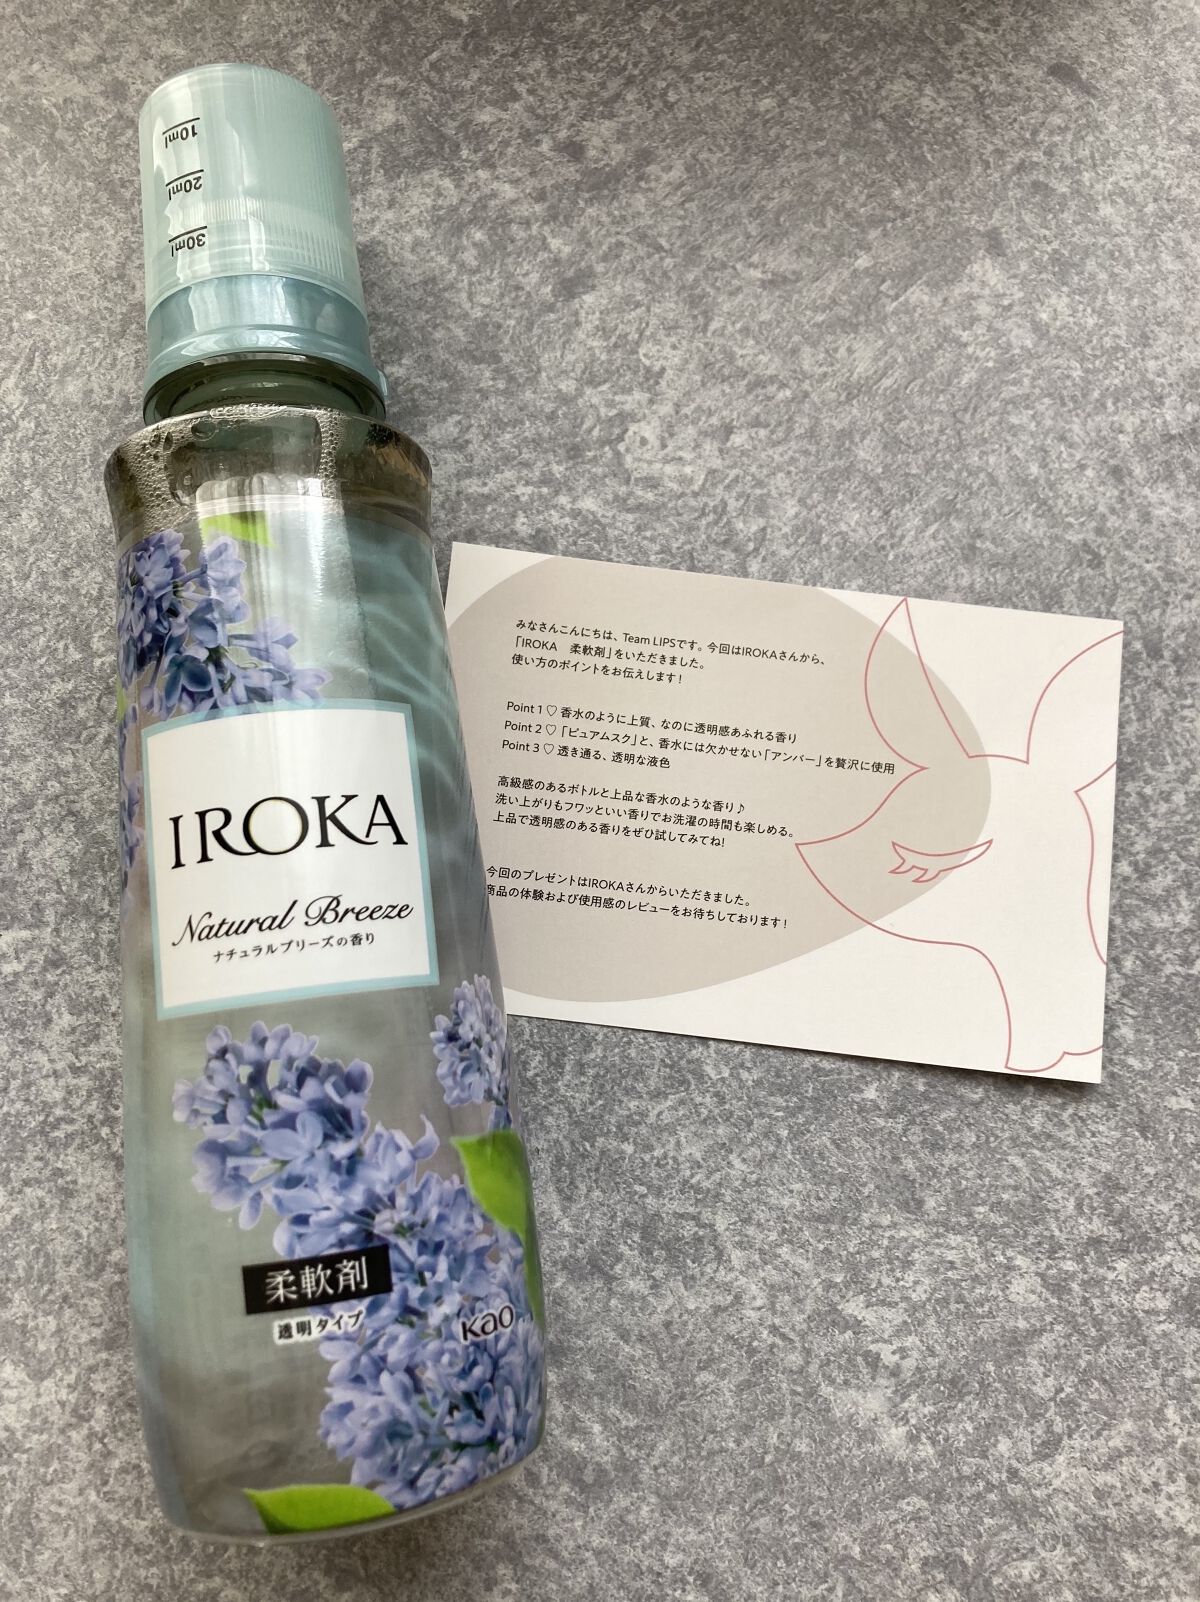 10ml
20ml
30ml
IROKA
Natural Breeze
ナチュラルブリーズの香り
柔軟剤
透明タイプ
Kao
みなさんこんにちは、Team LIPSです。今回はIROKAさんから、
「IROKA　柔軟剤」をいただきました。
使い方のポイントをお伝えします！
Point 1 ♡ 香水のように上質、なのに透明感あふれる香り
Point 2 ♡ 「ピュアムスク」と、香水には欠かせない「アンバー」を贅沢に使用
Point 3 ♡ 透き通る、透明な液色
高級感のあるボトルと上品な香水のような香り♪
洗い上がりもフワッといい香りでお洗濯の時間も楽しめる。
上品で透明感のある香りをぜひ試してみてね!
今回のプレゼントはIROKAさんからいただきました。
商品の体験および使用感のレビューをお待ちしております！